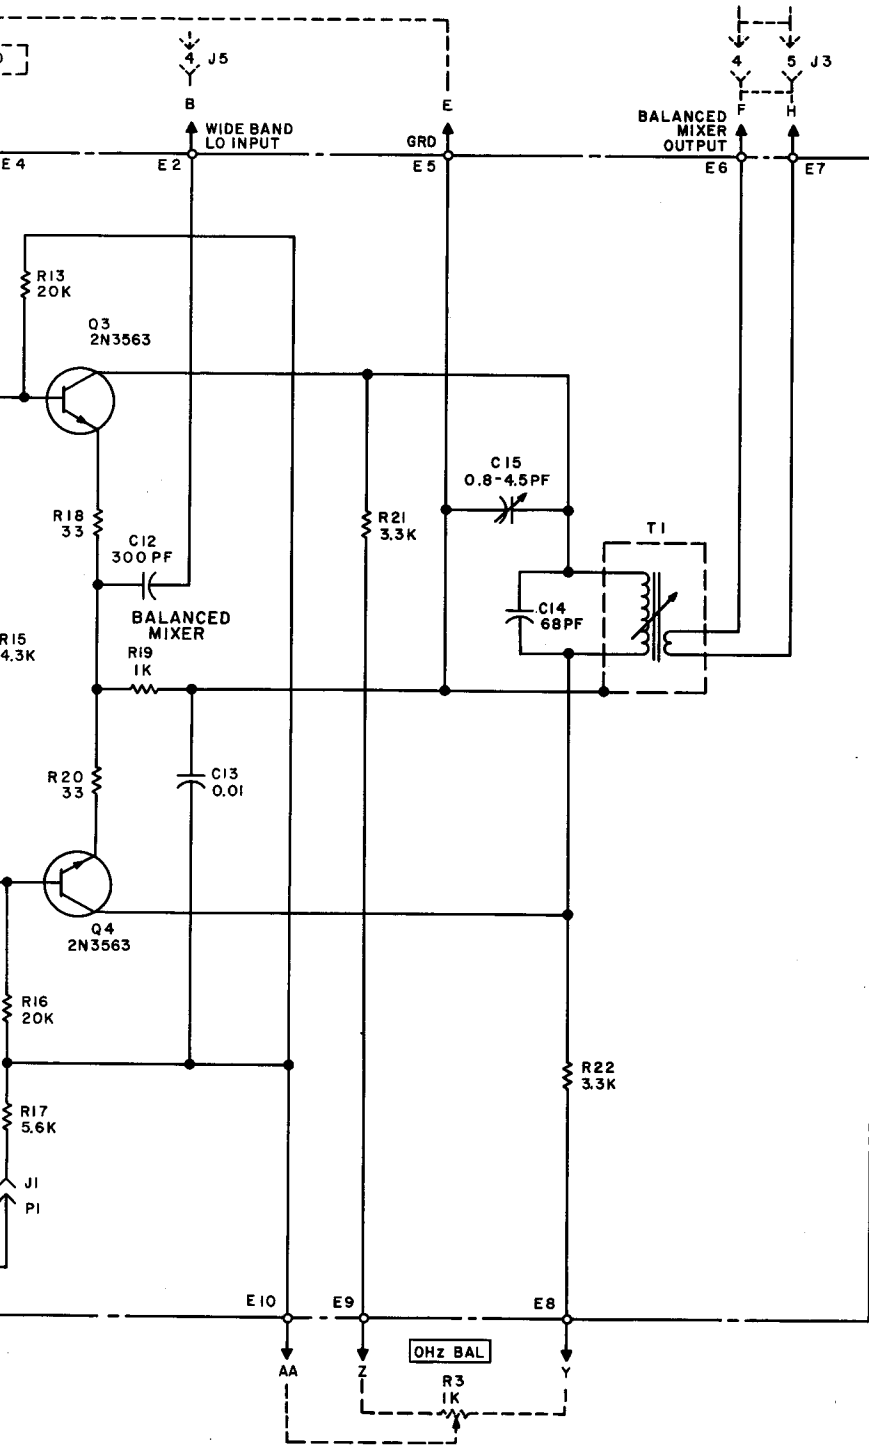 4 J5
4 5 J3
B
E
F H
WIDE BAND
LO INPUT
GRD
BALANCED
MIXER
OUTPUT
E4
E2
E5
E6
E7
R13
20K
Q3
2N3563
C15
0.8-4.5PF
R18
33
R21
3.3K
T1
C12
300PF
C14
68PF
BALANCED
MIXER
R15
4.3K
R19
1K
R20
33
C13
0.01
Q4
2N3563
R16
20K
R22
3.3K
R17
5.6K
J1
P1
E10
E9
E8
OHz BAL
AA
Z
Y
R3
1K